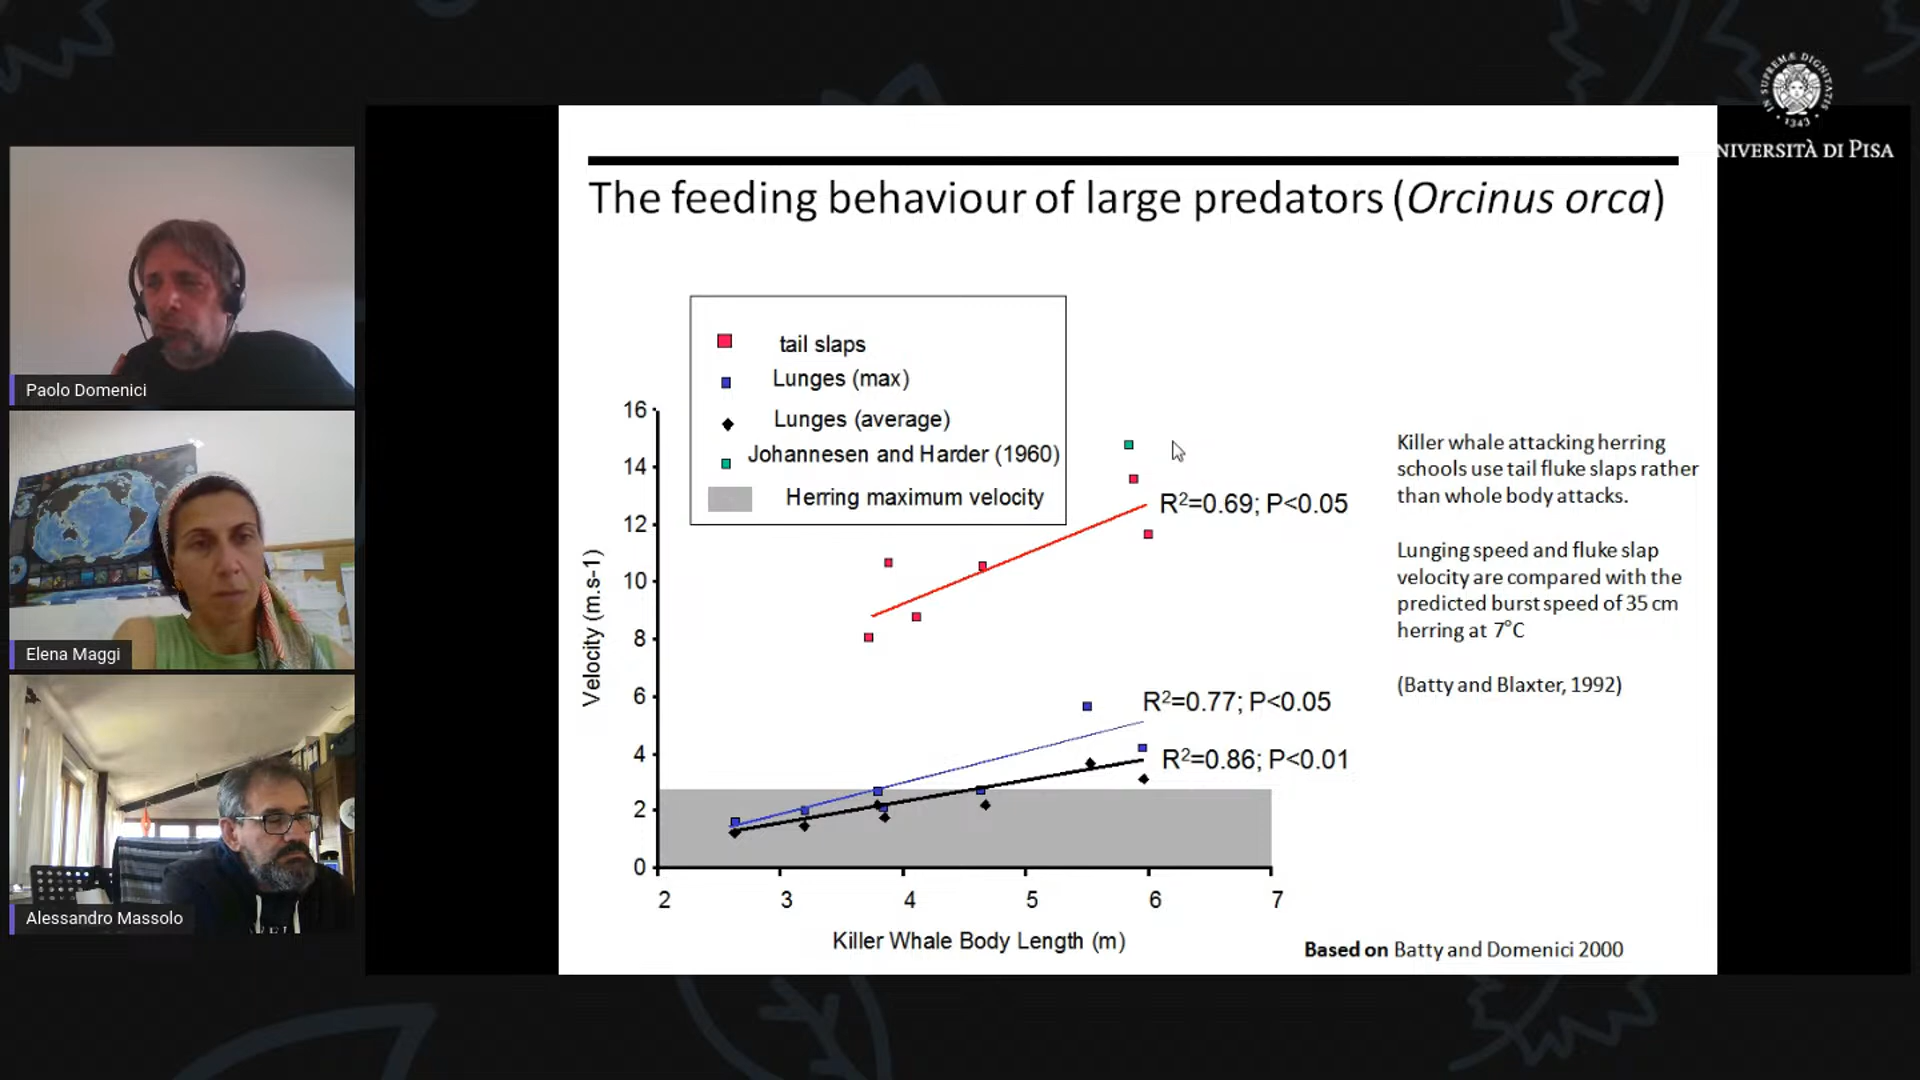 IN SUPREMÆ DIGNITATIS
· 1343 ·
NIVERSITÀ DI PISA
Paolo Domenici
Elena Maggi
Alessandro Massolo
The feeding behaviour of large predators (Orcinus orca)
tail slaps
Lunges (max)
Lunges (average)
Johannesen and Harder (1960)
Herring maximum velocity
Velocity (m.s-1)
16
14
12
10
8
6
4
2
0
2 3 4 5 6 7
Killer Whale Body Length (m)
R²=0.69; P<0.05
R²=0.77; P<0.05
R²=0.86; P<0.01
Killer whale attacking herring
schools use tail fluke slaps rather
than whole body attacks.
Lunging speed and fluke slap
velocity are compared with the
predicted burst speed of 35 cm
herring at 7°C
(Batty and Blaxter, 1992)
Based on Batty and Domenici 2000